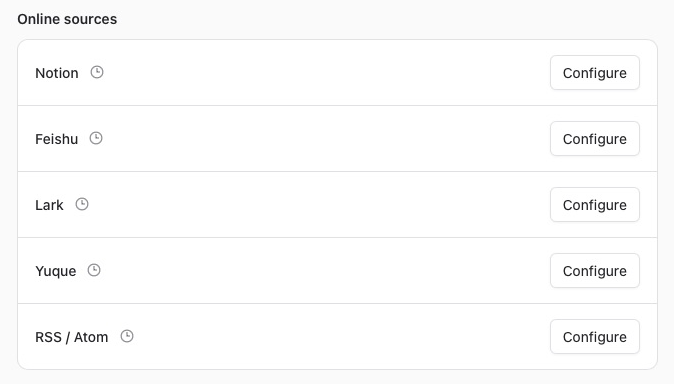 Online sources
Notion Configure
Feishu Configure
Lark Configure
Yuque Configure
RSS / Atom Configure